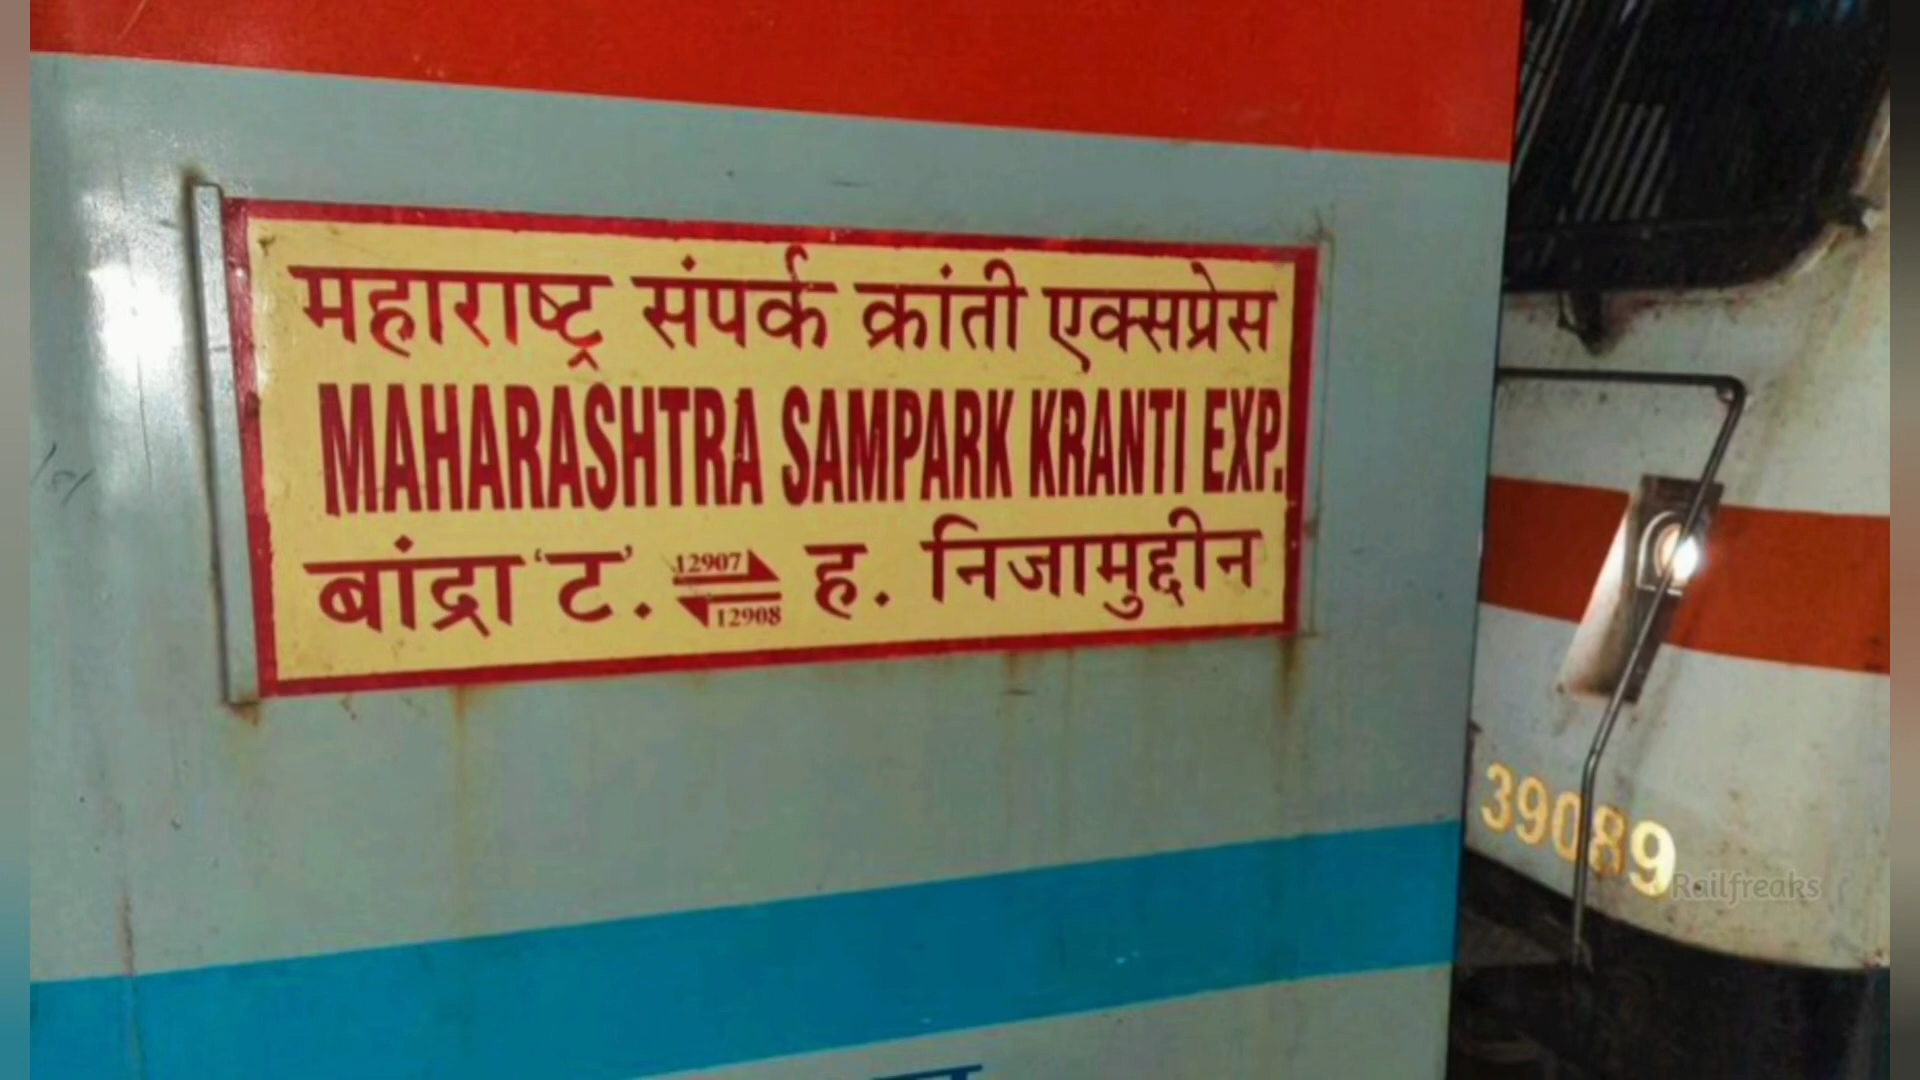 महाराष्ट्र संपर्क क्रांती एक्सप्रेस
MAHARASHTRA SAMPARK KRANTI EXP.
बांद्रा 'ट'. 12907 12908 ह. निजामुद्दीन
39089
Railfreaks